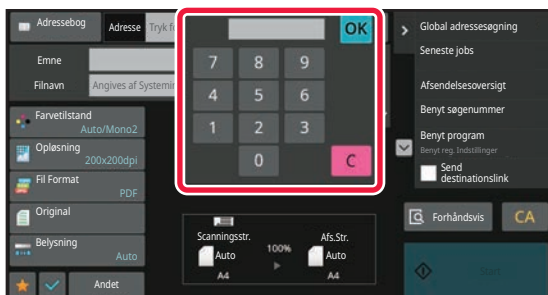 Adressebog
Adresse
Tryk f
OK
Global adressesøgning
Seneste jobs
Emne
Filnavn
Angives af Systemin
7 8 9
4 5 6
1 2 3
0 C
Afsendelsesoversigt
Benyt søgenummer
Benyt program
Benyt reg. Indstillinger
Send
destinationslink
Farvetilstand
Auto/Mono2
Opløsning
200x200dpi
Fil Format
PDF
Original
Belysning
Auto
Andet
Scanningsstr.
Auto
A4
100%
Afs.Str.
Auto
A4
Forhåndsvis
CA
Start